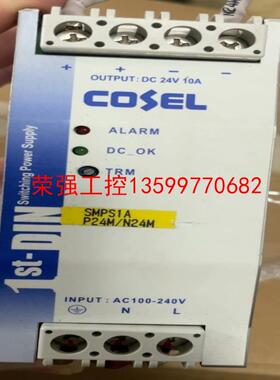 + + - -
OUTPUT: DC 24V 10A
COSEL
ALARM
DC_OK
TRM
荣强工控13599770682
SMPS1A
P24M/N24M
1st-DIN
Switching Power Supply
INPUT : AC100-240V
N L